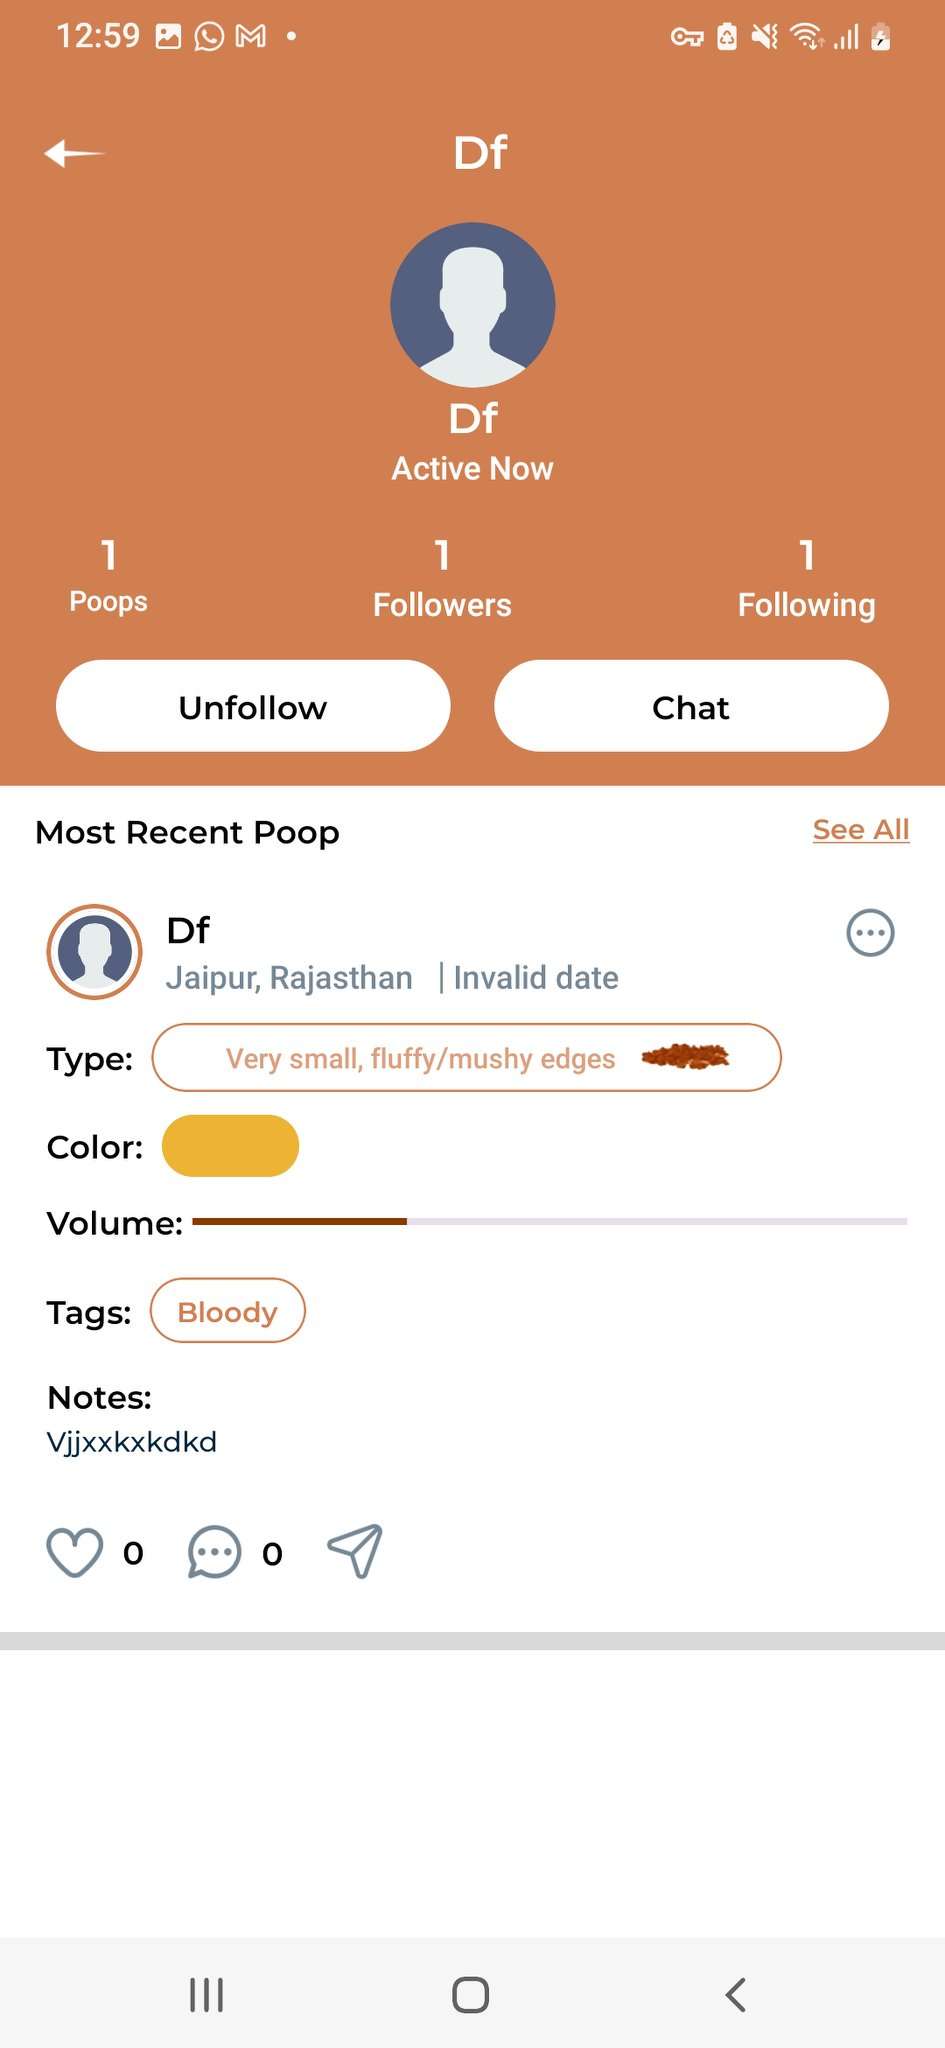 12:59
Df
Df
Active Now
1 1 1
Poops Followers Following
Unfollow Chat
Most Recent Poop See All
Df
Jaipur, Rajasthan | Invalid date
Type: Very small, fluffy/mushy edges
Color:
Volume:
Tags: Bloody
Notes:
Vjjxxkxkdkd
0 0